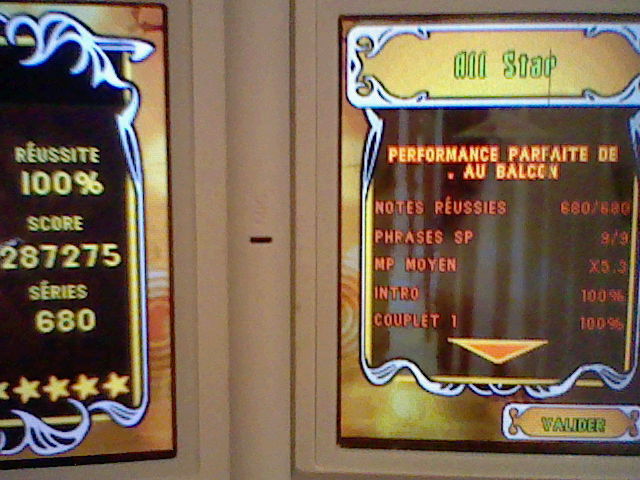 RÉUSSITE
100%
SCORE
287275
SÉRIES
680
All Star
PERFORMANCE PARFAITE DE
. AU BALCON
NOTES RÉUSSIES 680/680
PHRASES SP 9/9
MP MOYEN X5.3
INTRO 100%
COUPLET 1 100%
VALIDER